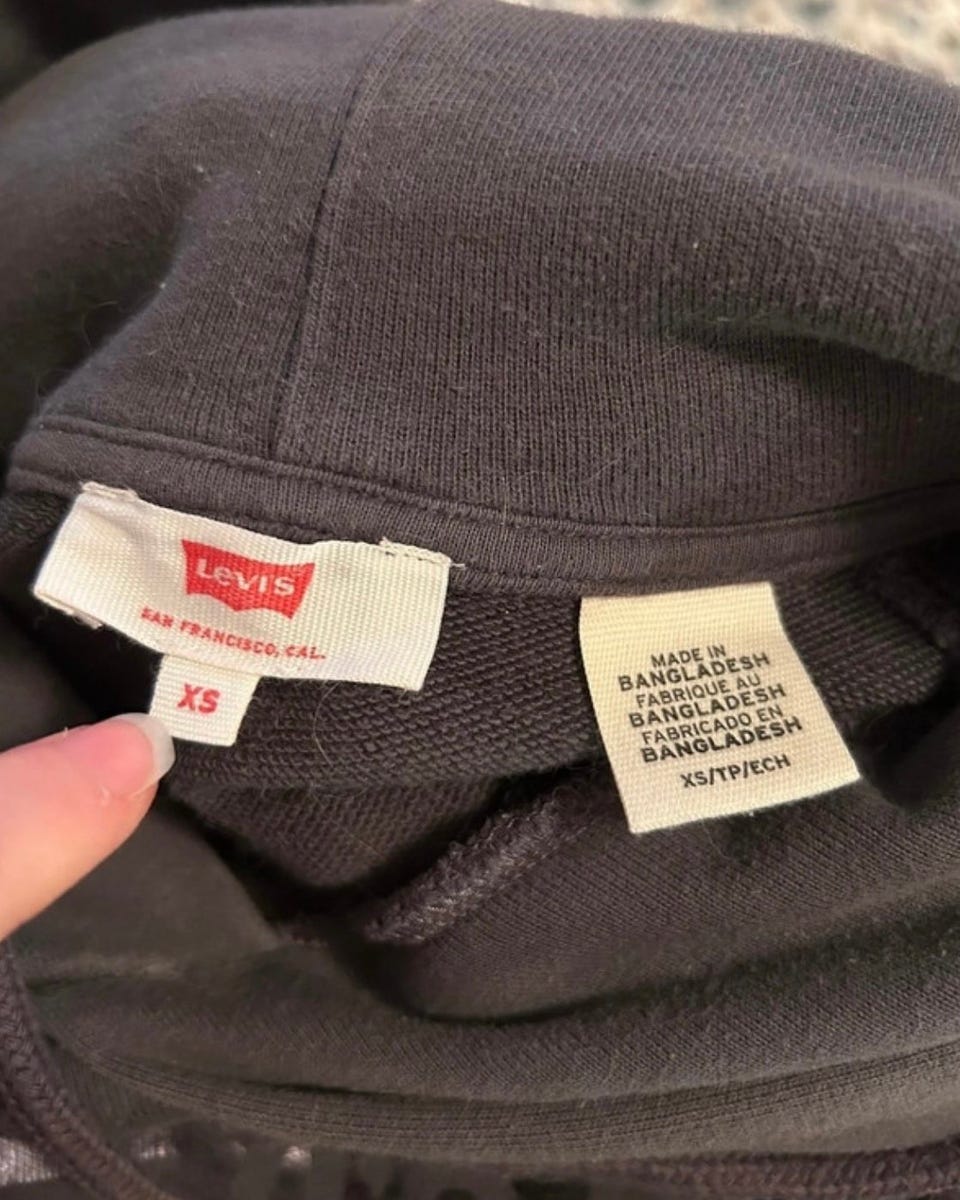 Levi's
SAN FRANCISCO, CAL.
XS
MADE IN
BANGLADESH
FABRIQUE AU
BANGLADESH
FABRICADO EN
BANGLADESH
XS/TP/ECH